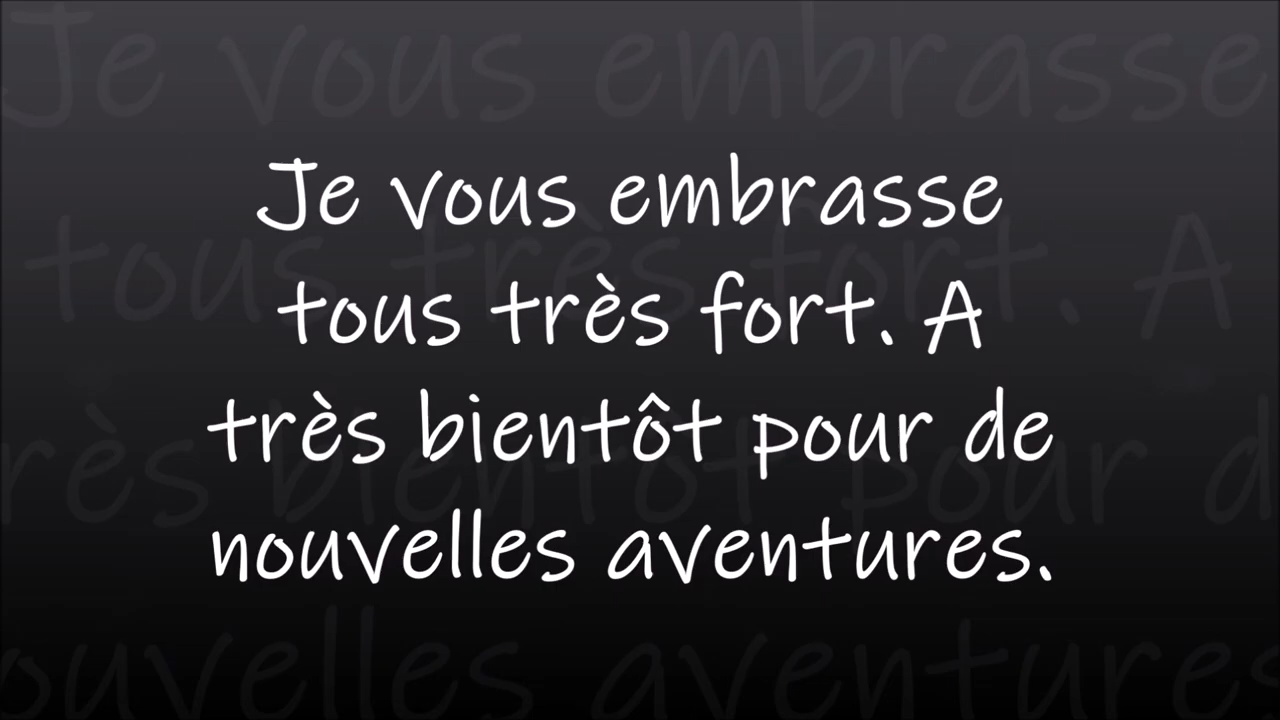 Je vous embrasse
tous très fort. A
très bientôt pour de
nouvelles aventures.